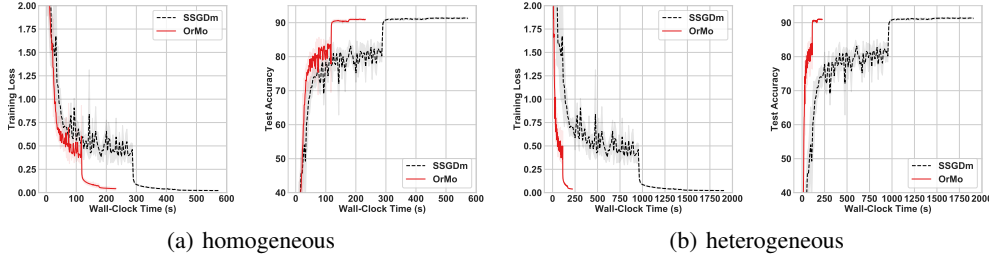 2.00
1.75
1.50
1.25
1.00
0.75
0.50
0.25
0.00
Training Loss
0 100 200 300 400 500 600
Wall-Clock Time (s)
SSGDm
OrMo
90
80
70
60
50
40
Test Accuracy
0 100 200 300 400 500 600
Wall-Clock Time (s)
SSGDm
OrMo
(a) homogeneous
2.00
1.75
1.50
1.25
1.00
0.75
0.50
0.25
0.00
Training Loss
0 250 500 750 1000 1250 1500 1750 2000
Wall-Clock Time (s)
SSGDm
OrMo
90
80
70
60
50
40
Test Accuracy
0 250 500 750 1000 1250 1500 1750 2000
Wall-Clock Time (s)
SSGDm
OrMo
(b) heterogeneous